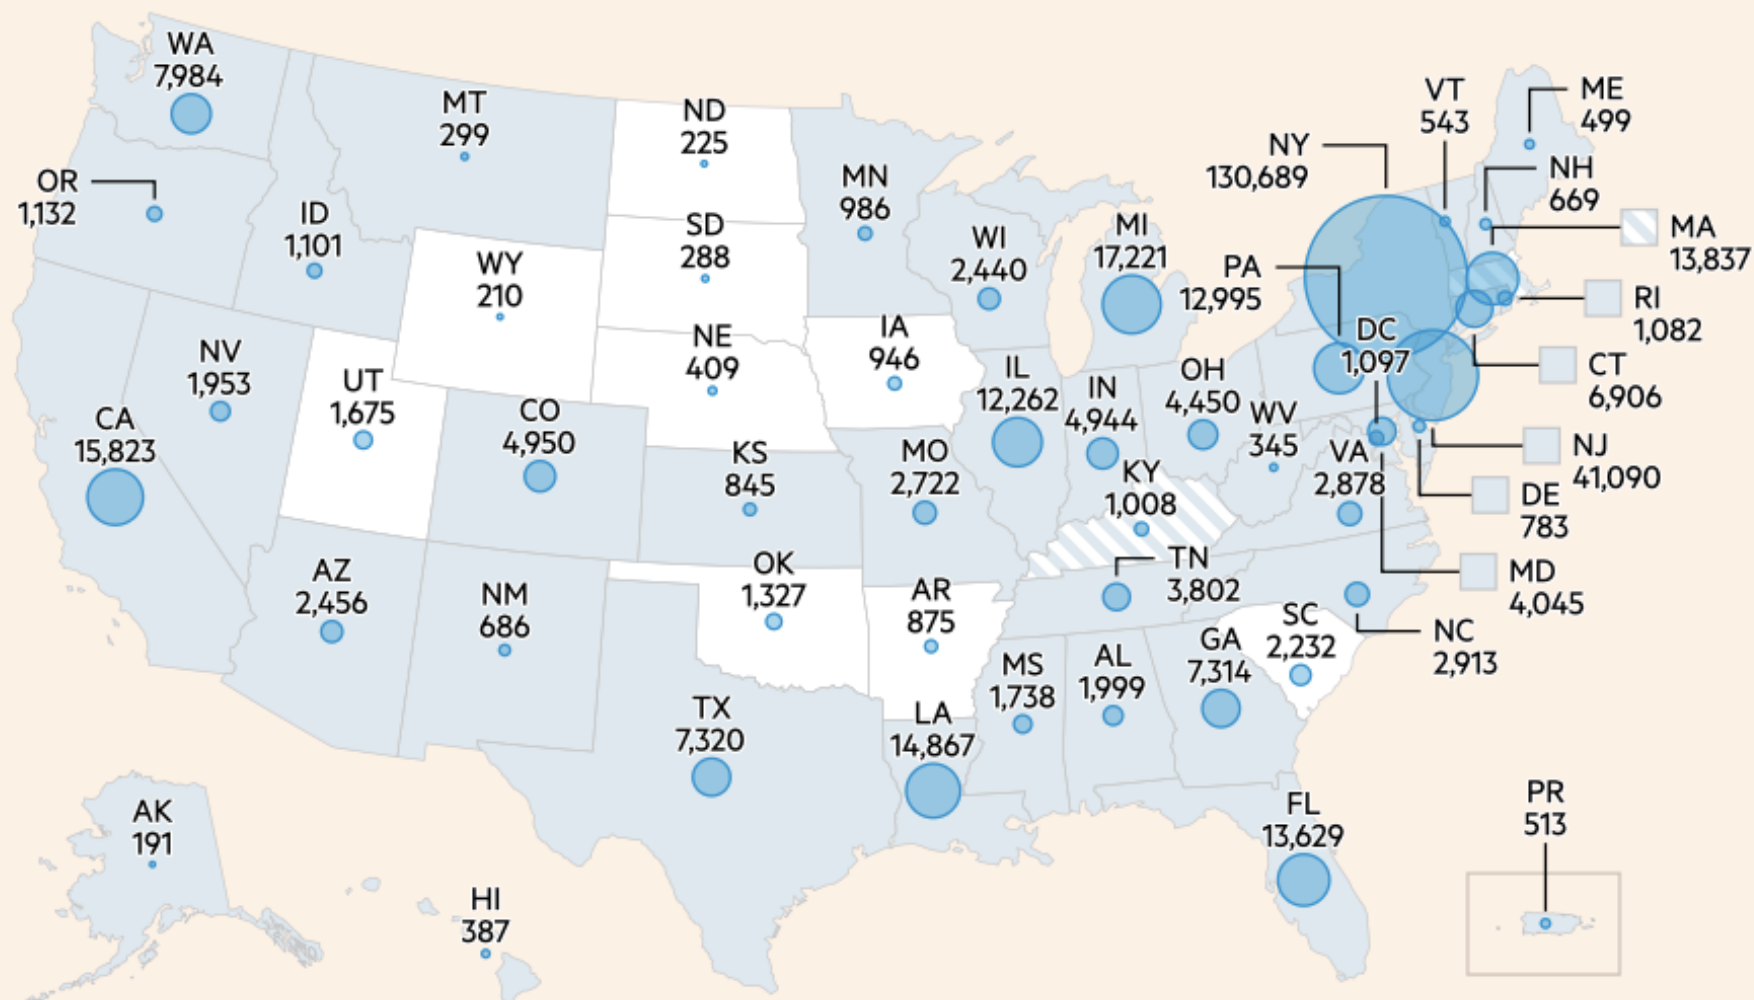 WA
7,984
MT
299
ND
225
OR
1,132
ID
1,101
WY
210
SD
288
MN
986
WI
2,440
MI
17,221
NY
130,689
VT
543
ME
499
NH
669
MA
13,837
PA
12,995
RI
1,082
CT
6,906
NJ
41,090
DC
1,097
DE
783
MD
4,045
CA
15,823
NV
1,953
UT
1,675
CO
4,950
NE
409
IA
946
KS
845
MO
2,722
IL
12,262
IN
4,944
OH
4,450
WV
345
VA
2,878
KY
1,008
TN
3,802
NC
2,913
SC
2,232
AZ
2,456
NM
686
OK
1,327
AR
875
TX
7,320
LA
14,867
MS
1,738
AL
1,999
GA
7,314
FL
13,629
AK
191
HI
387
PR
513